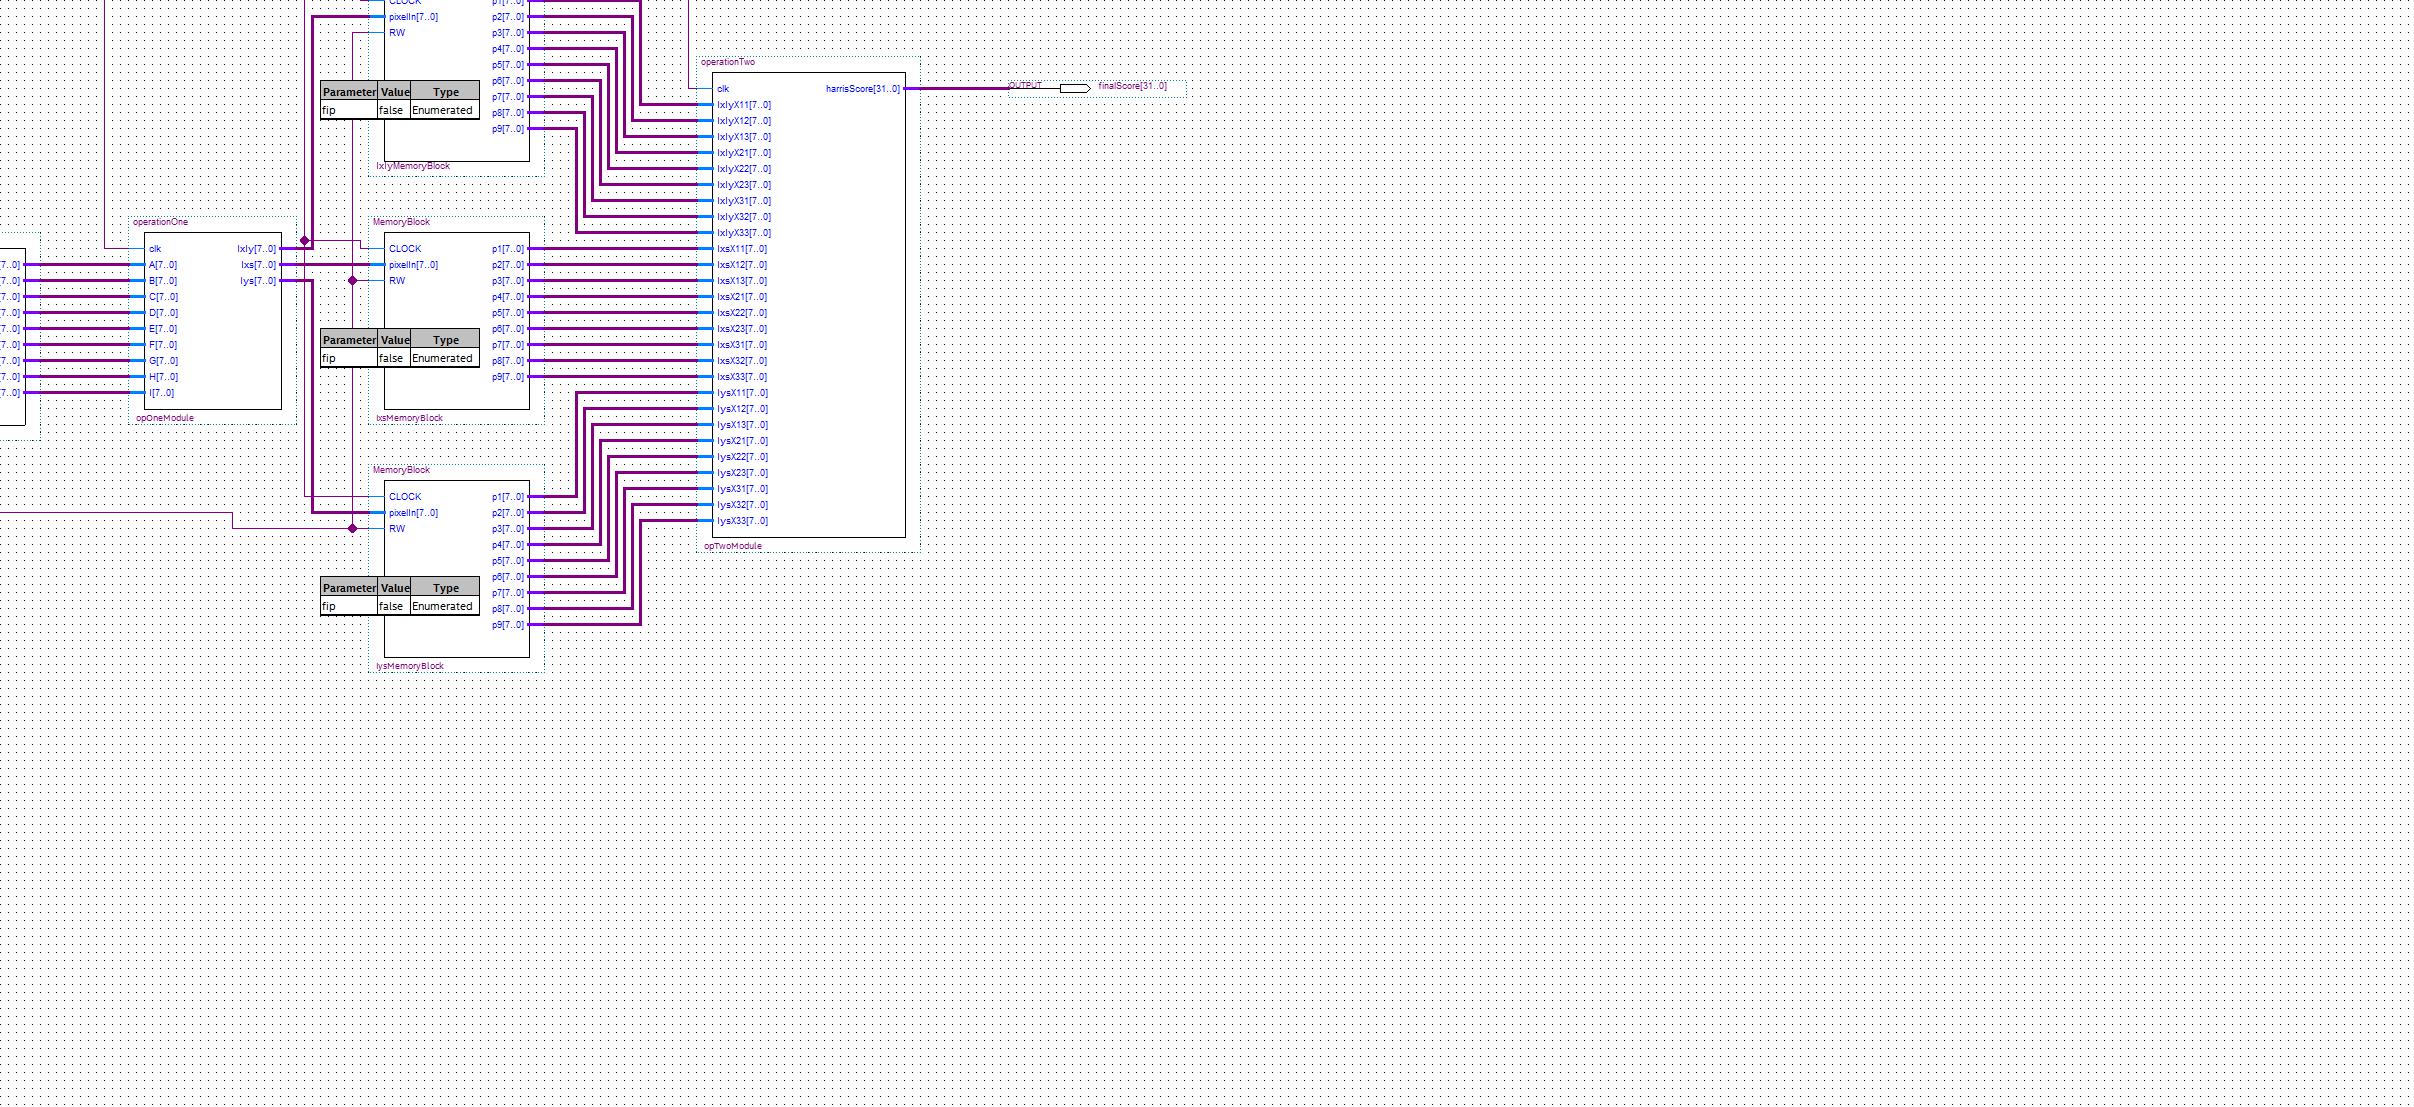 CLOCK
pixelIn[7..0]
RW
p1[7..0]
p2[7..0]
p3[7..0]
p4[7..0]
p5[7..0]
p6[7..0]
p7[7..0]
p8[7..0]
p9[7..0]
Parameter Value Type
fip false Enumerated
IxIyMemoryBlock
operationTwo
clk
harrisScore[31..0]
IxIyX11[7..0]
IxIyX12[7..0]
IxIyX13[7..0]
IxIyX21[7..0]
IxIyX22[7..0]
IxIyX23[7..0]
IxIyX31[7..0]
IxIyX32[7..0]
IxIyX33[7..0]
IxsX11[7..0]
IxsX12[7..0]
IxsX13[7..0]
IxsX21[7..0]
IxsX22[7..0]
IxsX23[7..0]
IxsX31[7..0]
IxsX32[7..0]
IxsX33[7..0]
IysX11[7..0]
IysX12[7..0]
IysX13[7..0]
IysX21[7..0]
IysX22[7..0]
IysX23[7..0]
IysX31[7..0]
IysX32[7..0]
IysX33[7..0]
opTwoModule
OUTPUT
finalScore[31..0]
7..0]
7..0]
7..0]
7..0]
7..0]
7..0]
7..0]
7..0]
7..0]
operationOne
clk
A[7..0]
B[7..0]
C[7..0]
D[7..0]
E[7..0]
F[7..0]
G[7..0]
H[7..0]
I[7..0]
IxIy[7..0]
Ixs[7..0]
Iys[7..0]
opOneModule
MemoryBlock
CLOCK
pixelIn[7..0]
RW
p1[7..0]
p2[7..0]
p3[7..0]
p4[7..0]
p5[7..0]
p6[7..0]
p7[7..0]
p8[7..0]
p9[7..0]
Parameter Value Type
fip false Enumerated
IxsMemoryBlock
MemoryBlock
CLOCK
pixelIn[7..0]
RW
p1[7..0]
p2[7..0]
p3[7..0]
p4[7..0]
p5[7..0]
p6[7..0]
p7[7..0]
p8[7..0]
p9[7..0]
Parameter Value Type
fip false Enumerated
IysMemoryBlock